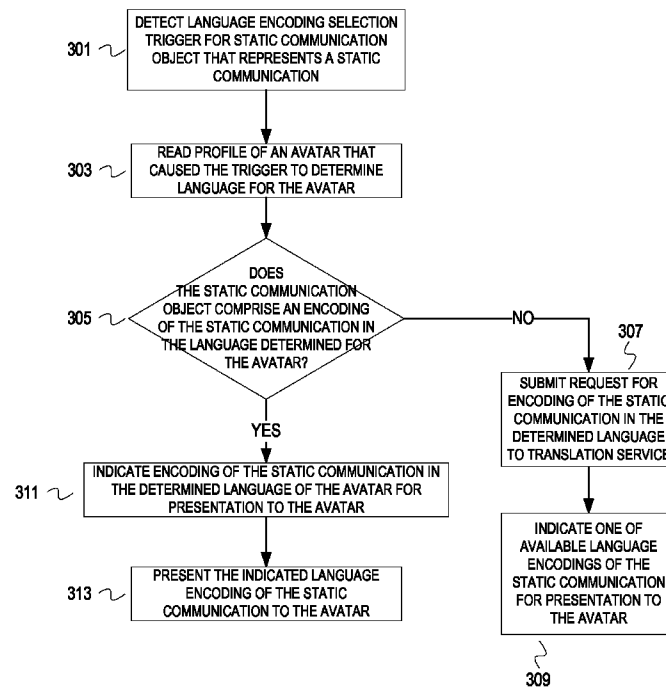 DETECT LANGUAGE ENCODING SELECTION
TRIGGER FOR STATIC COMMUNICATION
OBJECT THAT REPRESENTS A STATIC
COMMUNICATION
301
READ PROFILE OF AN AVATAR THAT
CAUSED THE TRIGGER TO DETERMINE
LANGUAGE FOR THE AVATAR
303
DOES
THE STATIC COMMUNICATION
OBJECT COMPRISE AN ENCODING
OF THE STATIC COMMUNICATION IN
THE LANGUAGE DETERMINED FOR
THE AVATAR?
305
NO
307
SUBMIT REQUEST FOR
ENCODING OF THE STATIC
COMMUNICATION IN THE
DETERMINED LANGUAGE
TO TRANSLATION SERVICE
YES
INDICATE ENCODING OF THE STATIC COMMUNICATION IN
THE DETERMINED LANGUAGE OF THE AVATAR FOR
PRESENTATION TO THE AVATAR
311
INDICATE ONE OF
AVAILABLE LANGUAGE
ENCODINGS OF THE
STATIC COMMUNICATION
FOR PRESENTATION TO
THE AVATAR
309
PRESENT THE INDICATED LANGUAGE
ENCODING OF THE STATIC
COMMUNICATION TO THE AVATAR
313